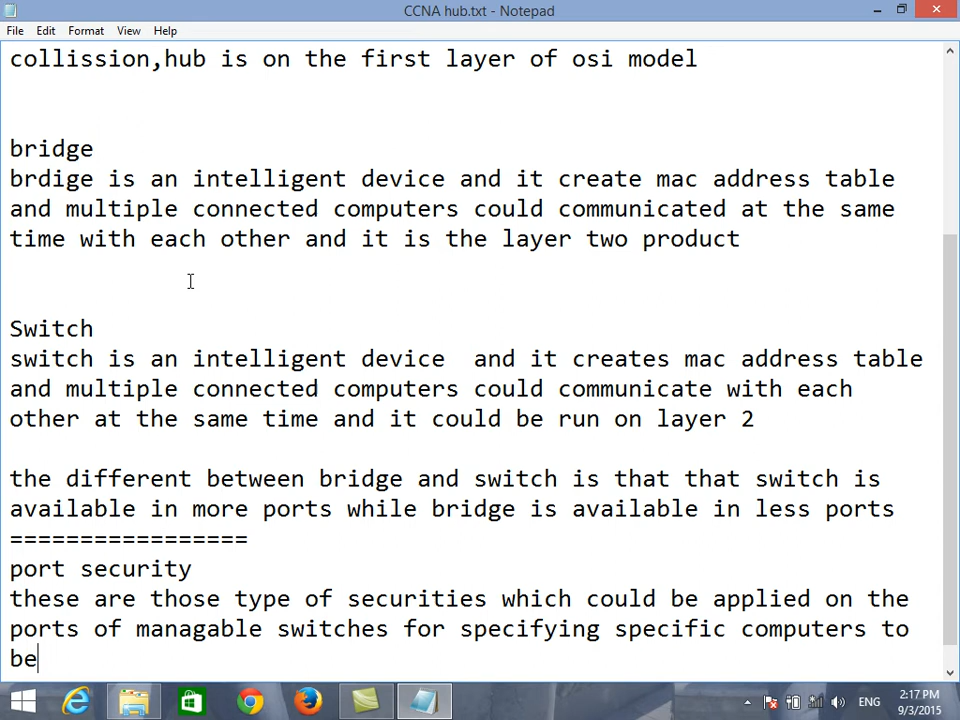 CCNA hub.txt - Notepad
File Edit Format View Help
collission,hub is on the first layer of osi model
bridge
brdige is an intelligent device and it create mac address table
and multiple connected computers could communicated at the same
time with each other and it is the layer two product
Switch
switch is an intelligent device  and it creates mac address table
and multiple connected computers could communicate with each
other at the same time and it could be run on layer 2
the different between bridge and switch is that that switch is
available in more ports while bridge is available in less ports
=================
port security
these are those type of securities which could be applied on the
ports of managable switches for specifying specific computers to
be
ENG
2:17 PM
9/3/2015